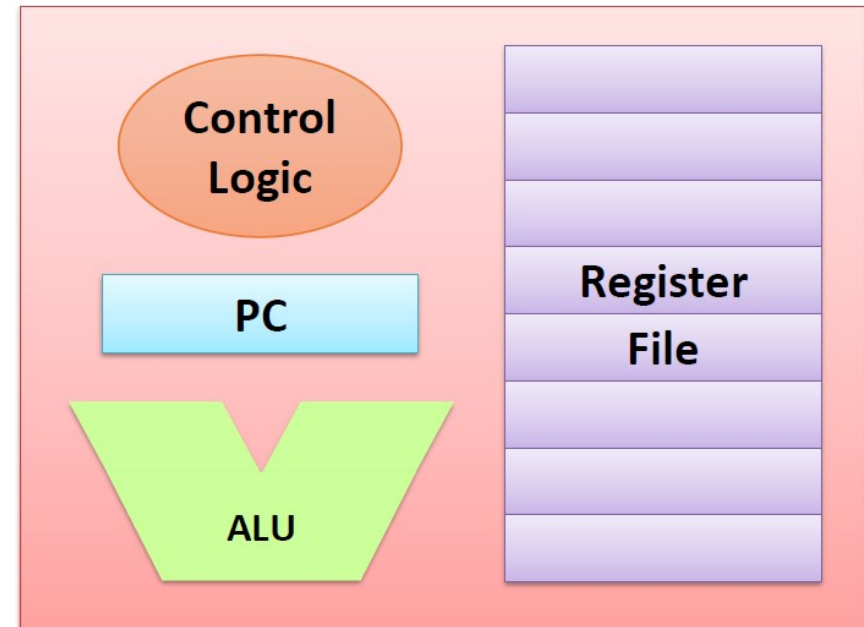 Control
Logic
PC
ALU
Register
File